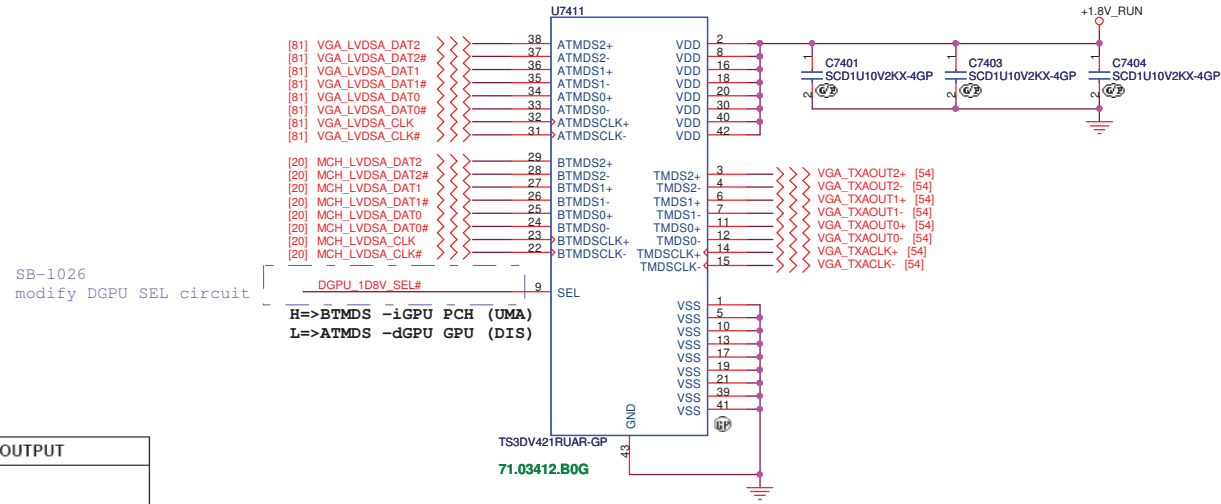 U7411
+1.8V_RUN
[81] VGA_LVDSA_DAT2 38 ATMDS2+ VDD 2
[81] VGA_LVDSA_DAT2# 37 ATMDS2- VDD 8
[81] VGA_LVDSA_DAT1 36 ATMDS1+ VDD 16
[81] VGA_LVDSA_DAT1# 35 ATMDS1- VDD 18
[81] VGA_LVDSA_DAT0 34 ATMDS0+ VDD 20
[81] VGA_LVDSA_DAT0# 33 ATMDS0- VDD 30
[81] VGA_LVDSA_CLK 32 ATMDSCLK+ VDD 40
[81] VGA_LVDSA_CLK# 31 ATMDSCLK- VDD 42
1 C7401 1 C7403 1 C7404
SCD1U10V2KX-4GP SCD1U10V2KX-4GP SCD1U10V2KX-4GP
2 G/P 2 G/P 2 G/P
[20] MCH_LVDSA_DAT2 29 BTMDS2+
[20] MCH_LVDSA_DAT2# 28 BTMDS2- TMDS2+ 3 VGA_TXAOUT2+ [54]
[20] MCH_LVDSA_DAT1 27 BTMDS1+ TMDS2- 4 VGA_TXAOUT2- [54]
[20] MCH_LVDSA_DAT1# 26 BTMDS1- TMDS1+ 6 VGA_TXAOUT1+ [54]
[20] MCH_LVDSA_DAT0 25 BTMDS0+ TMDS1- 7 VGA_TXAOUT1- [54]
[20] MCH_LVDSA_DAT0# 24 BTMDS0- TMDS0+ 11 VGA_TXAOUT0+ [54]
[20] MCH_LVDSA_CLK 23 BTMDSCLK+ TMDS0- 12 VGA_TXAOUT0- [54]
[20] MCH_LVDSA_CLK# 22 BTMDSCLK- TMDSCLK+ 14 VGA_TXACLK+ [54]
TMDSCLK- 15 VGA_TXACLK- [54]
SB-1026
modify DGPU SEL circuit
DGPU_1D8V_SEL# 9 SEL
H=>BTMDS -iGPU PCH (UMA)
L=>ATMDS -dGPU GPU (DIS)
VSS 1
VSS 5
VSS 10
VSS 13
VSS 17
VSS 19
VSS 21
VSS 39
VSS 41
GP
GND
43
TS3DV421RUAR-GP
71.03412.B0G
OUTPUT